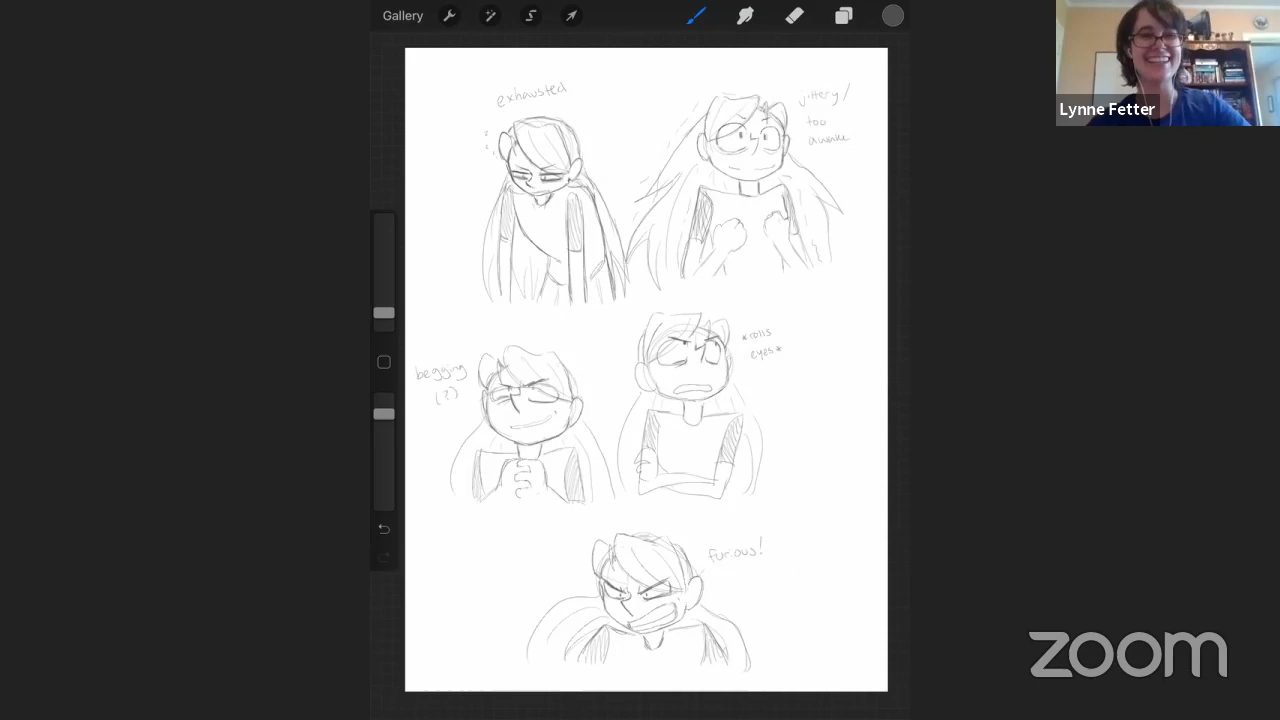 Gallery
Lynne Fetter
exhausted
jittery/
too
awake
begging
(?)
*rolls
eyes*
furious!
zoom